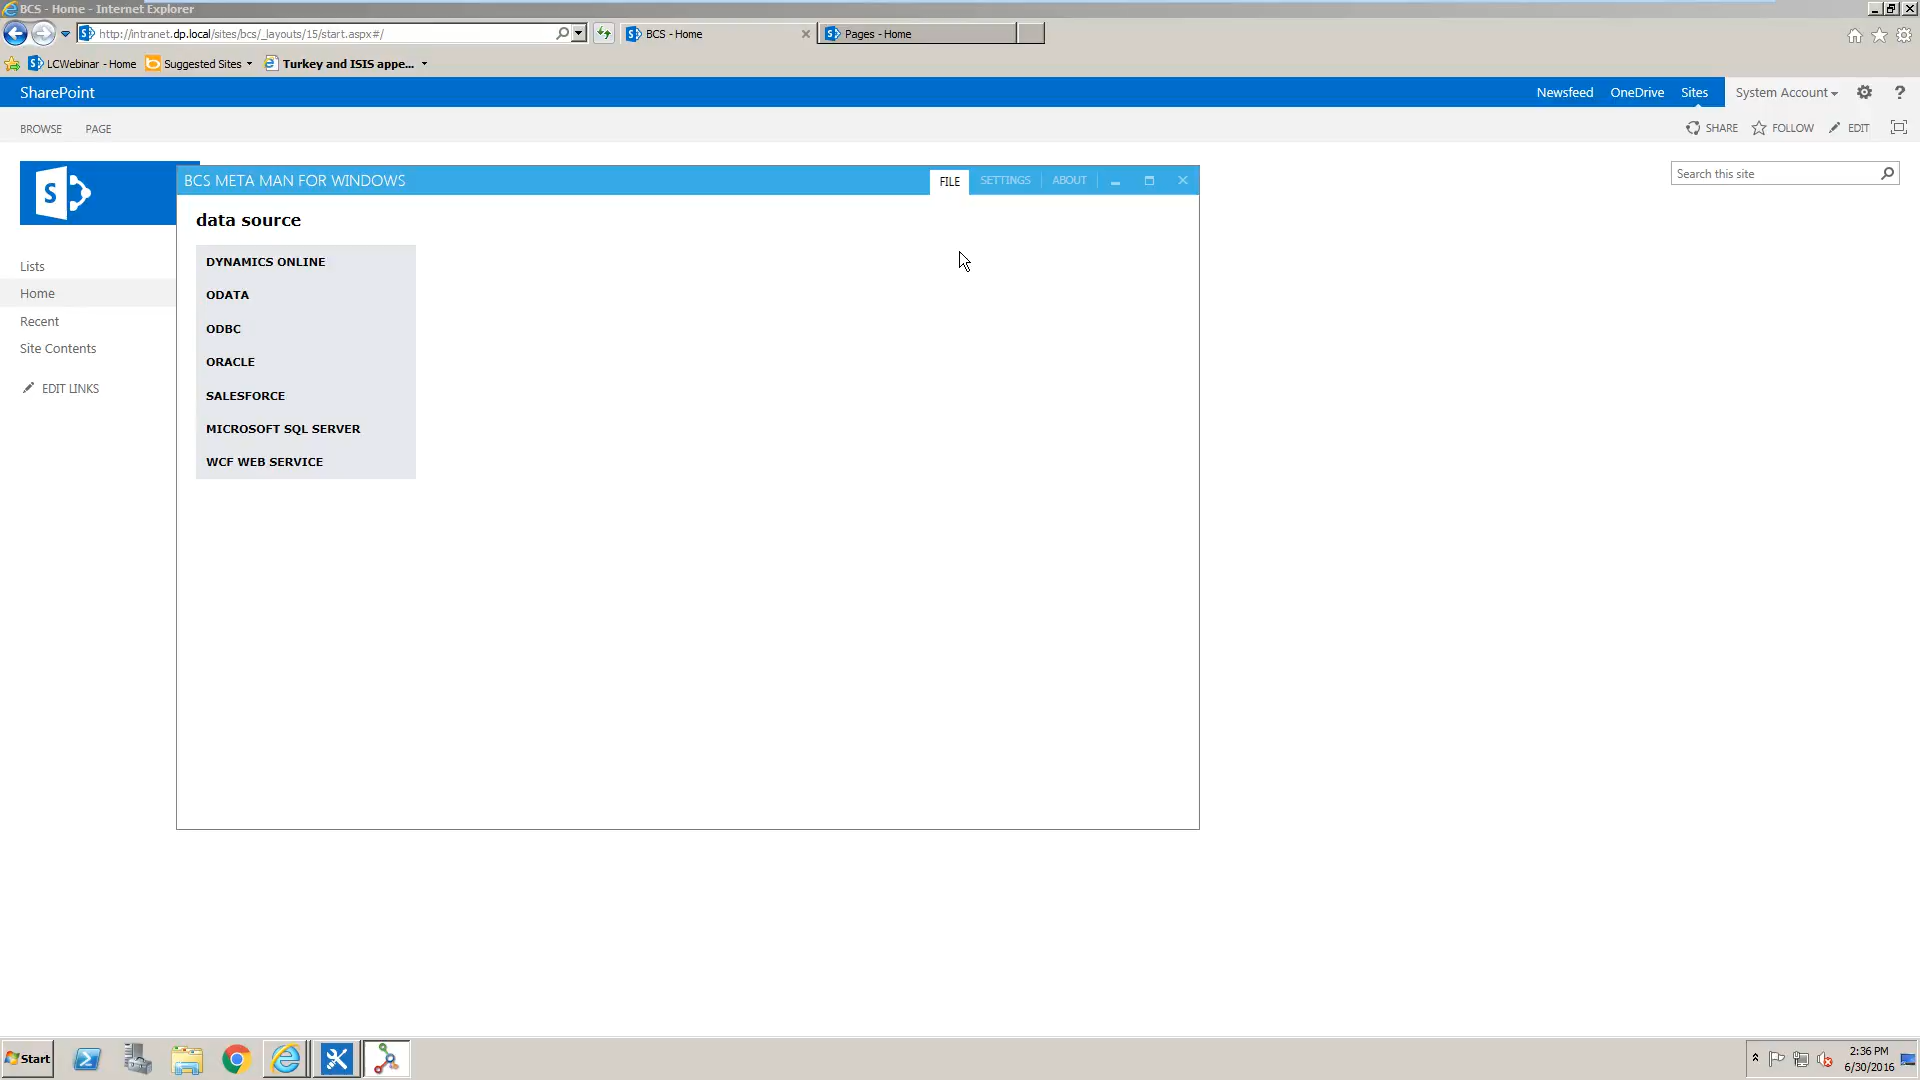 BCS - Home - Internet Explorer
http://intranet.dp.local/sites/bcs/_layouts/15/start.aspx#/
BCS - Home
Pages - Home
LCWebinar - Home
Suggested Sites
Turkey and ISIS appe...
SharePoint
Newsfeed
OneDrive
Sites
System Account
?
BROWSE
PAGE
SHARE
FOLLOW
EDIT
S
Search this site
Lists
Home
Recent
Site Contents
EDIT LINKS
BCS META MAN FOR WINDOWS
FILE
SETTINGS
ABOUT
data source
DYNAMICS ONLINE
ODATA
ODBC
ORACLE
SALESFORCE
MICROSOFT SQL SERVER
WCF WEB SERVICE
Start
2:36 PM
6/30/2016